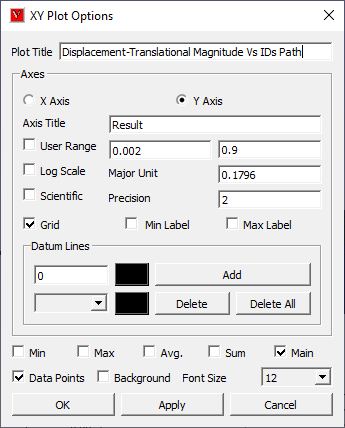 XY Plot Options
Plot Title Displacement-Translational Magnitude Vs IDs Path
Axes
X Axis Y Axis
Axis Title Result
User Range 0.002 0.9
Log Scale Major Unit 0.1796
Scientific Precision 2
Grid Min Label Max Label
Datum Lines
0 Add
Delete Delete All
Min Max Avg. Sum Main
Data Points Background Font Size 12
OK Apply Cancel